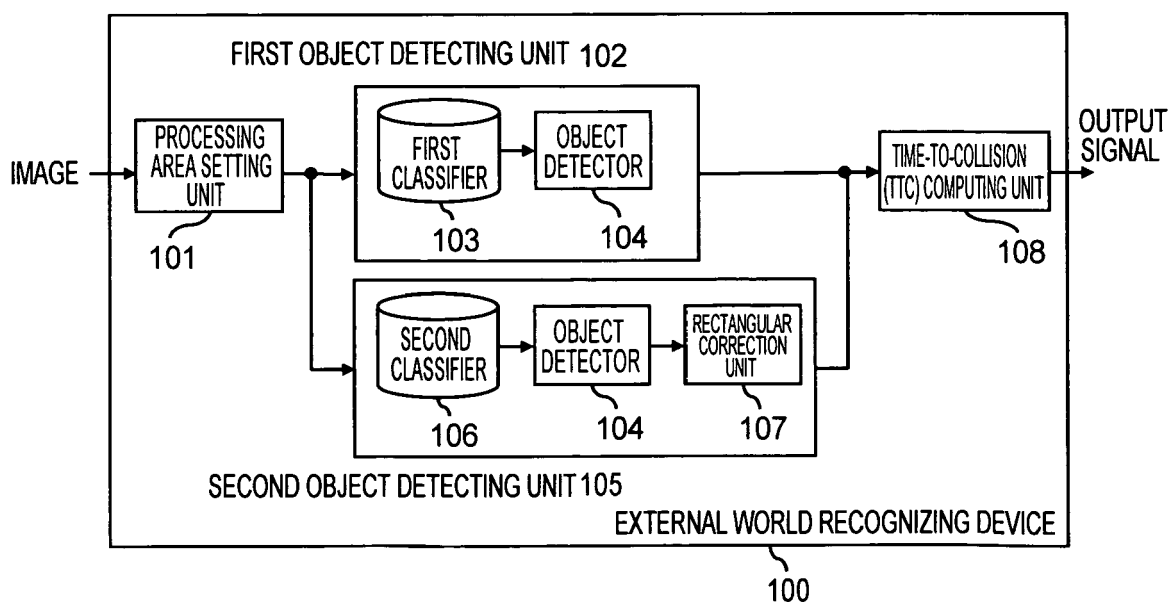 FIRST OBJECT DETECTING UNIT 102
IMAGE
PROCESSING
AREA SETTING
UNIT
101
FIRST
CLASSIFIER
103
OBJECT
DETECTOR
104
TIME-TO-COLLISION
(TTC) COMPUTING UNIT
108
OUTPUT
SIGNAL
SECOND
CLASSIFIER
106
OBJECT
DETECTOR
104
RECTANGULAR
CORRECTION
UNIT
107
SECOND OBJECT DETECTING UNIT 105
EXTERNAL WORLD RECOGNIZING DEVICE
100